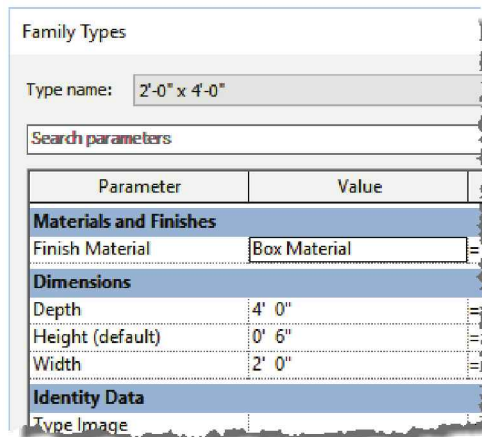 Family Types
Type name: 2'-0" x 4'-0"
Search parameters
Parameter Value
Materials and Finishes
Finish Material Box Material =
Dimensions
Depth 4' 0" =
Height (default) 0' 6" =
Width 2' 0" =
Identity Data
Type Image